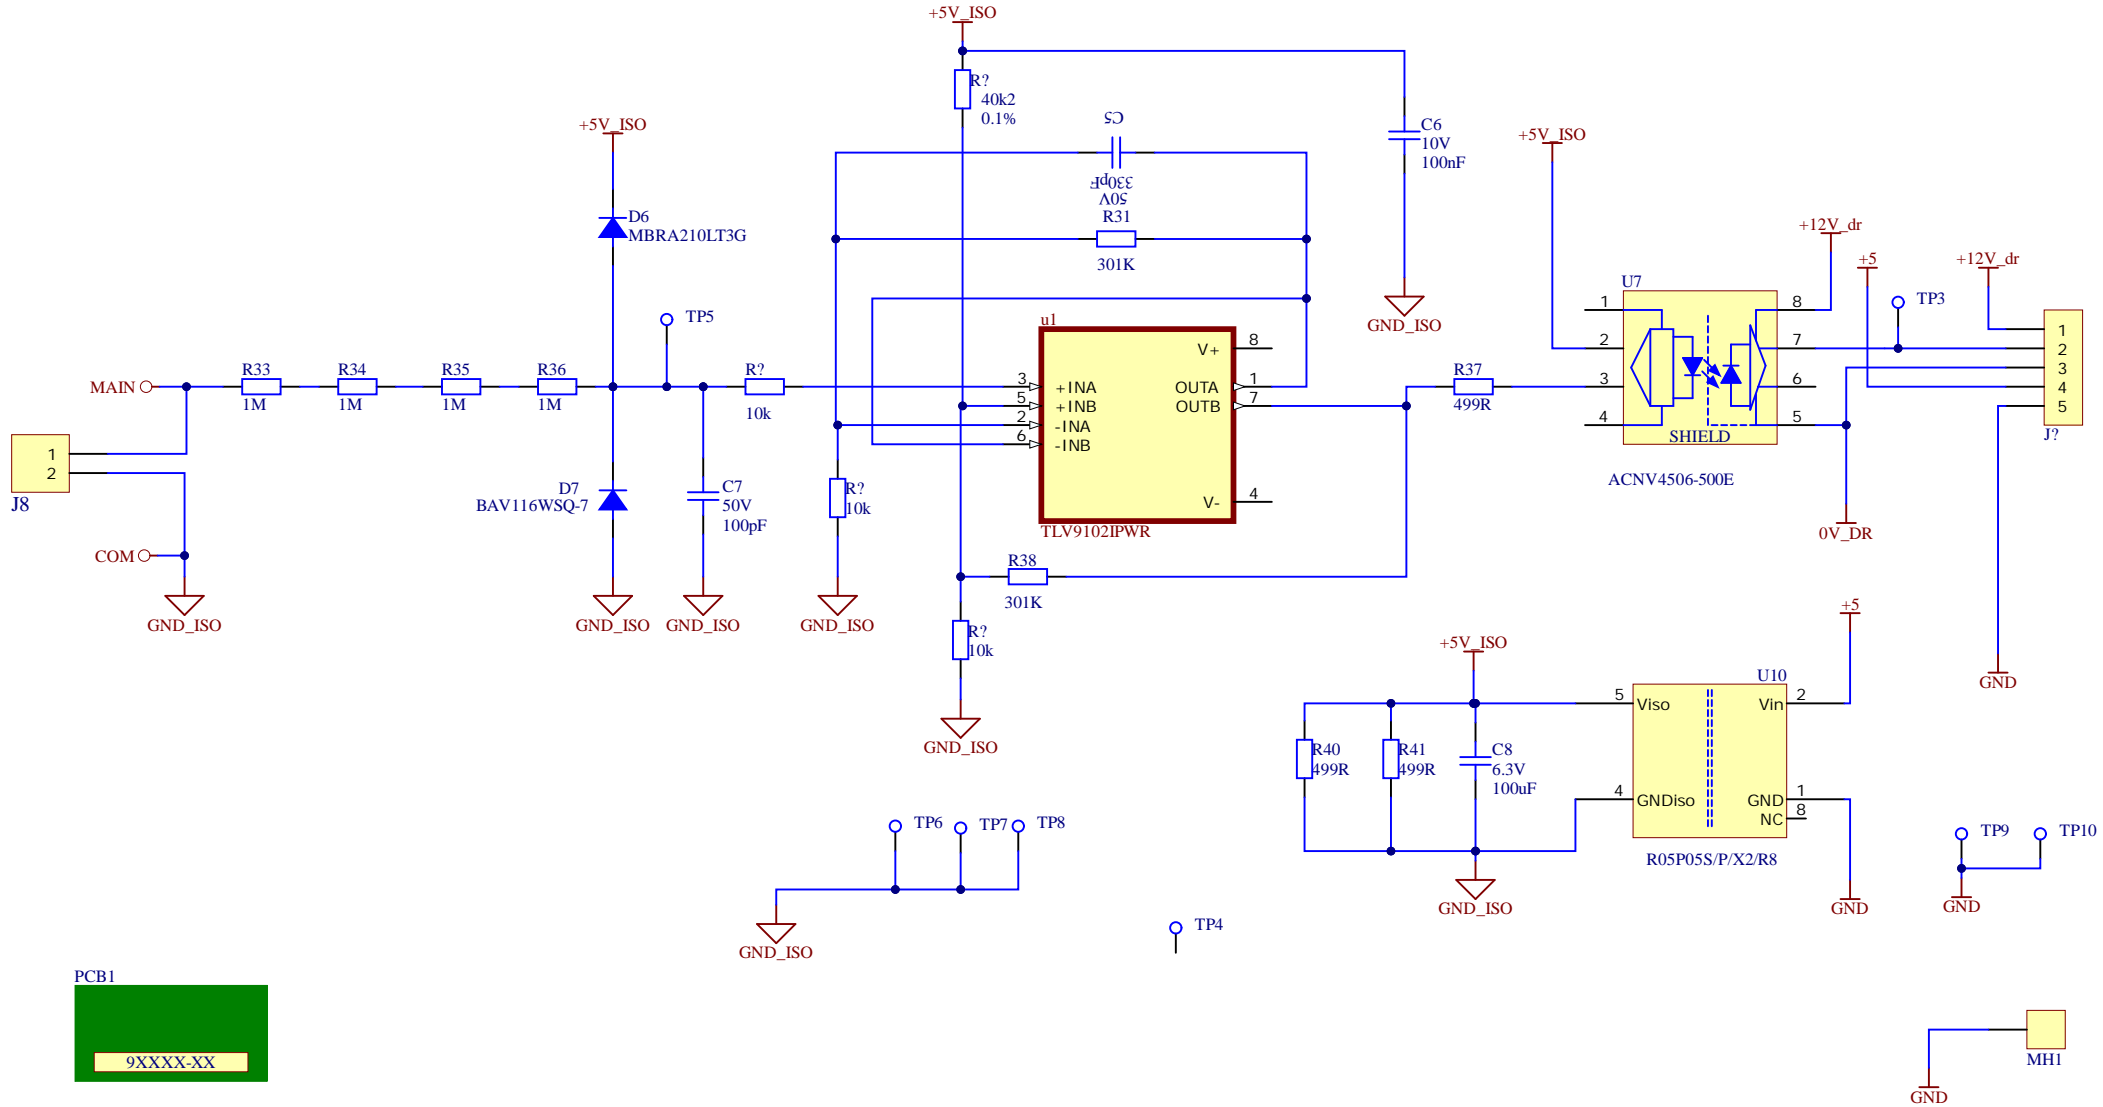 +5V_ISO
R?
40k2
0.1%
C5
330pF
50V
R31
301K
C6
10V
100nF
GND_ISO
+5V_ISO
D6
MBRA210LT3G
+5V_ISO
+12V_dr
+5
+12V_dr
TP3
TP5
MAIN
R33
1M
R34
1M
R35
1M
R36
1M
R?
10k
u1
3
+INA
5
+INB
2
-INA
6
-INB
V+
8
OUTA
1
OUTB
7
V-
4
TLV9102IPWR
R37
499R
U7
1
2
3
4
8
7
6
5
SHIELD
ACNV4506-500E
1
2
3
4
5
J?
0V_DR
GND
1
2
J8
COM
GND_ISO
D7
BAV116WSQ-7
GND_ISO
C7
50V
100pF
GND_ISO
R?
10k
GND_ISO
R38
301K
R?
10k
GND_ISO
+5V_ISO
R40
499R
R41
499R
C8
6.3V
100uF
GND_ISO
U10
5
Viso
Vin
2
4
GNDiso
GND
1
NC
8
R05P05S/P/X2/R8
+5
GND
TP6
TP7
TP8
GND_ISO
TP4
TP9
TP10
GND
PCB1
9XXXX-XX
MH1
GND